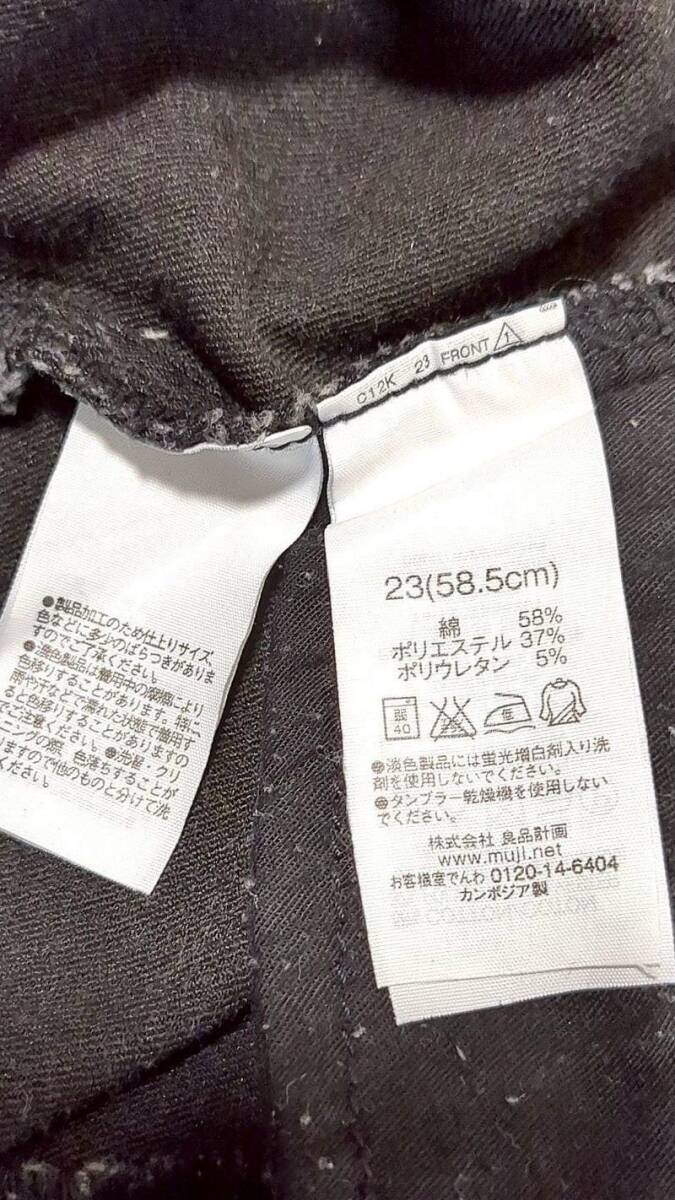 C12K 23 FRONT 1
23(58.5cm)
綿 58%
ポリエステル 37%
ポリウレタン 5%
弱
40
低
●淡色製品には蛍光増白剤入り洗
剤を使用しないでください。
●タンブラー乾燥機を使用しない
でください。
株式会社 良品計画
www.muji.net
お客様室でんわ 0120-14-6404
カンボジア製
●製品加工のため仕上りサイズ、
色などに多少のばらつきがありま
すのでご了承ください。
●濃色製品は着用中の摩擦により
色移りすることがあります。特に
雨や汗などで濡れた状態で着用す
ると色移りすることがありますの
でご注意ください。●洗濯・クリ
ーニングの際、色落ちすることが
ありますので他のものと分けて洗
ください。